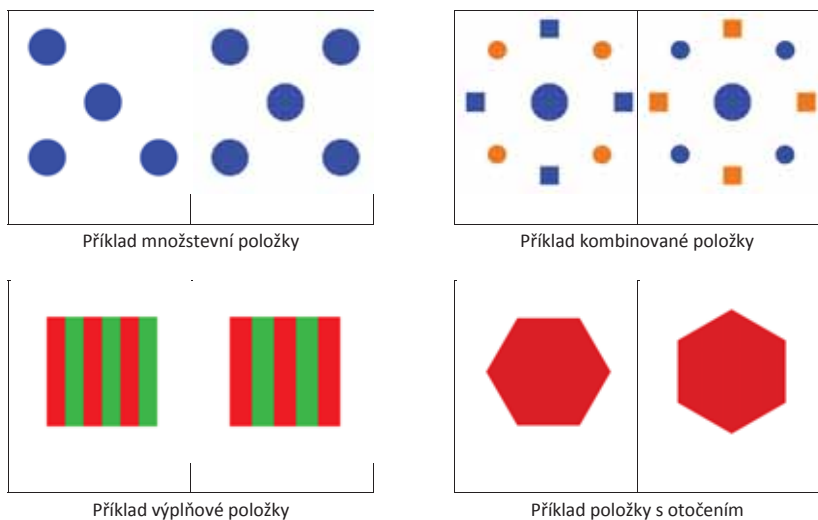 Příklad množstevní položky
Příklad kombinované položky
Příklad výplňové položky
Příklad položky s otočením